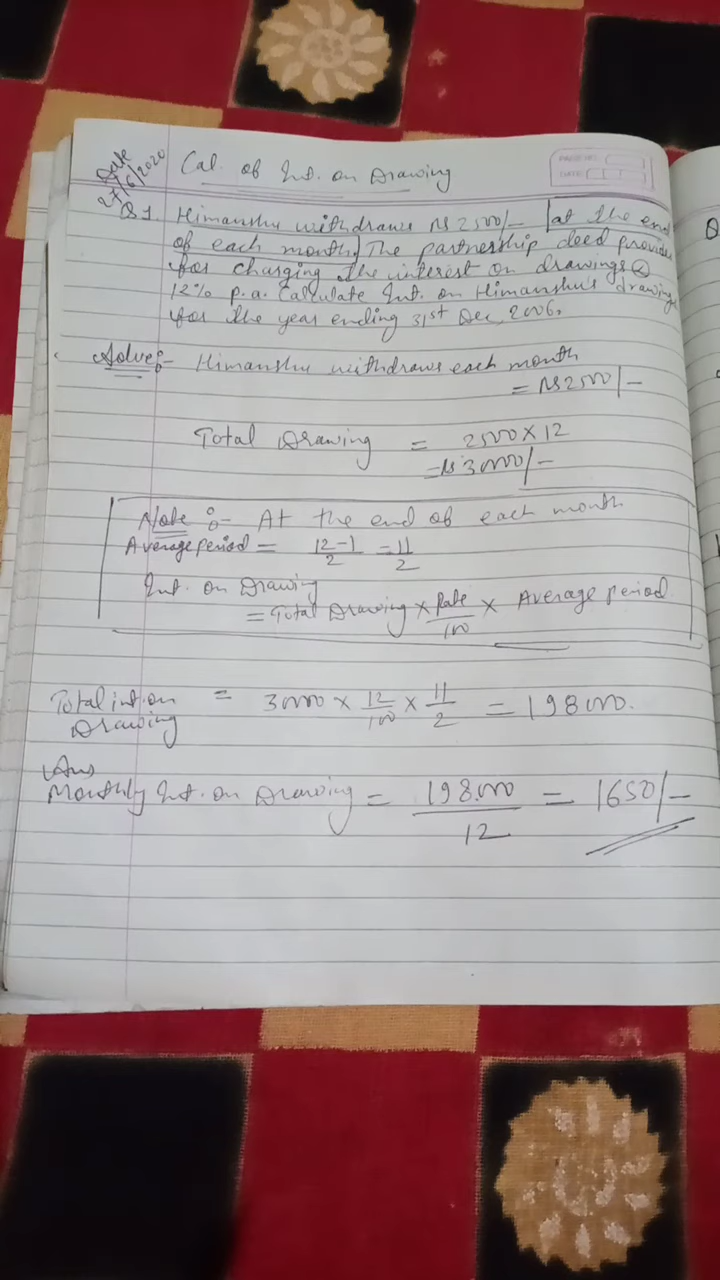 Date
27/6/2020
Cal. of Int. on Drawing
PAGE NO.
DATE
Q1. Himanshu withdraws Rs 2500/- at the end
of each month. The partnership deed provides
for charging the interest on drawings @
12% p.a. Calculate Int. on Himanshu's drawings
for the year ending 31st Dec, 2006.
Solve:- Himanshu withdraws each month
= Rs 2500/-
Total Drawing = 2500 × 12
= Rs 30000/-
Note :- At the end of each month
Average period = 12-1/2 = 11/2
Int. on Drawing
= Total Drawing × Rate/100 × Average period
Total int. on Drawing = 30000 × 12/100 × 11/2 = 198000.
Ans
Monthly Int. on Drawing = 198000/12 = 1650/-